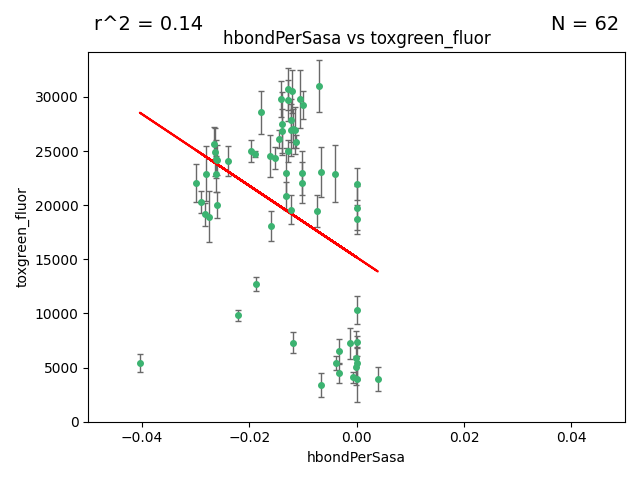 r^2 = 0.14
N = 62
hbondPerSasa vs toxgreen_fluor
toxgreen_fluor
30000
25000
20000
15000
10000
5000
0
−0.04
−0.02
0.00
0.02
0.04
hbondPerSasa